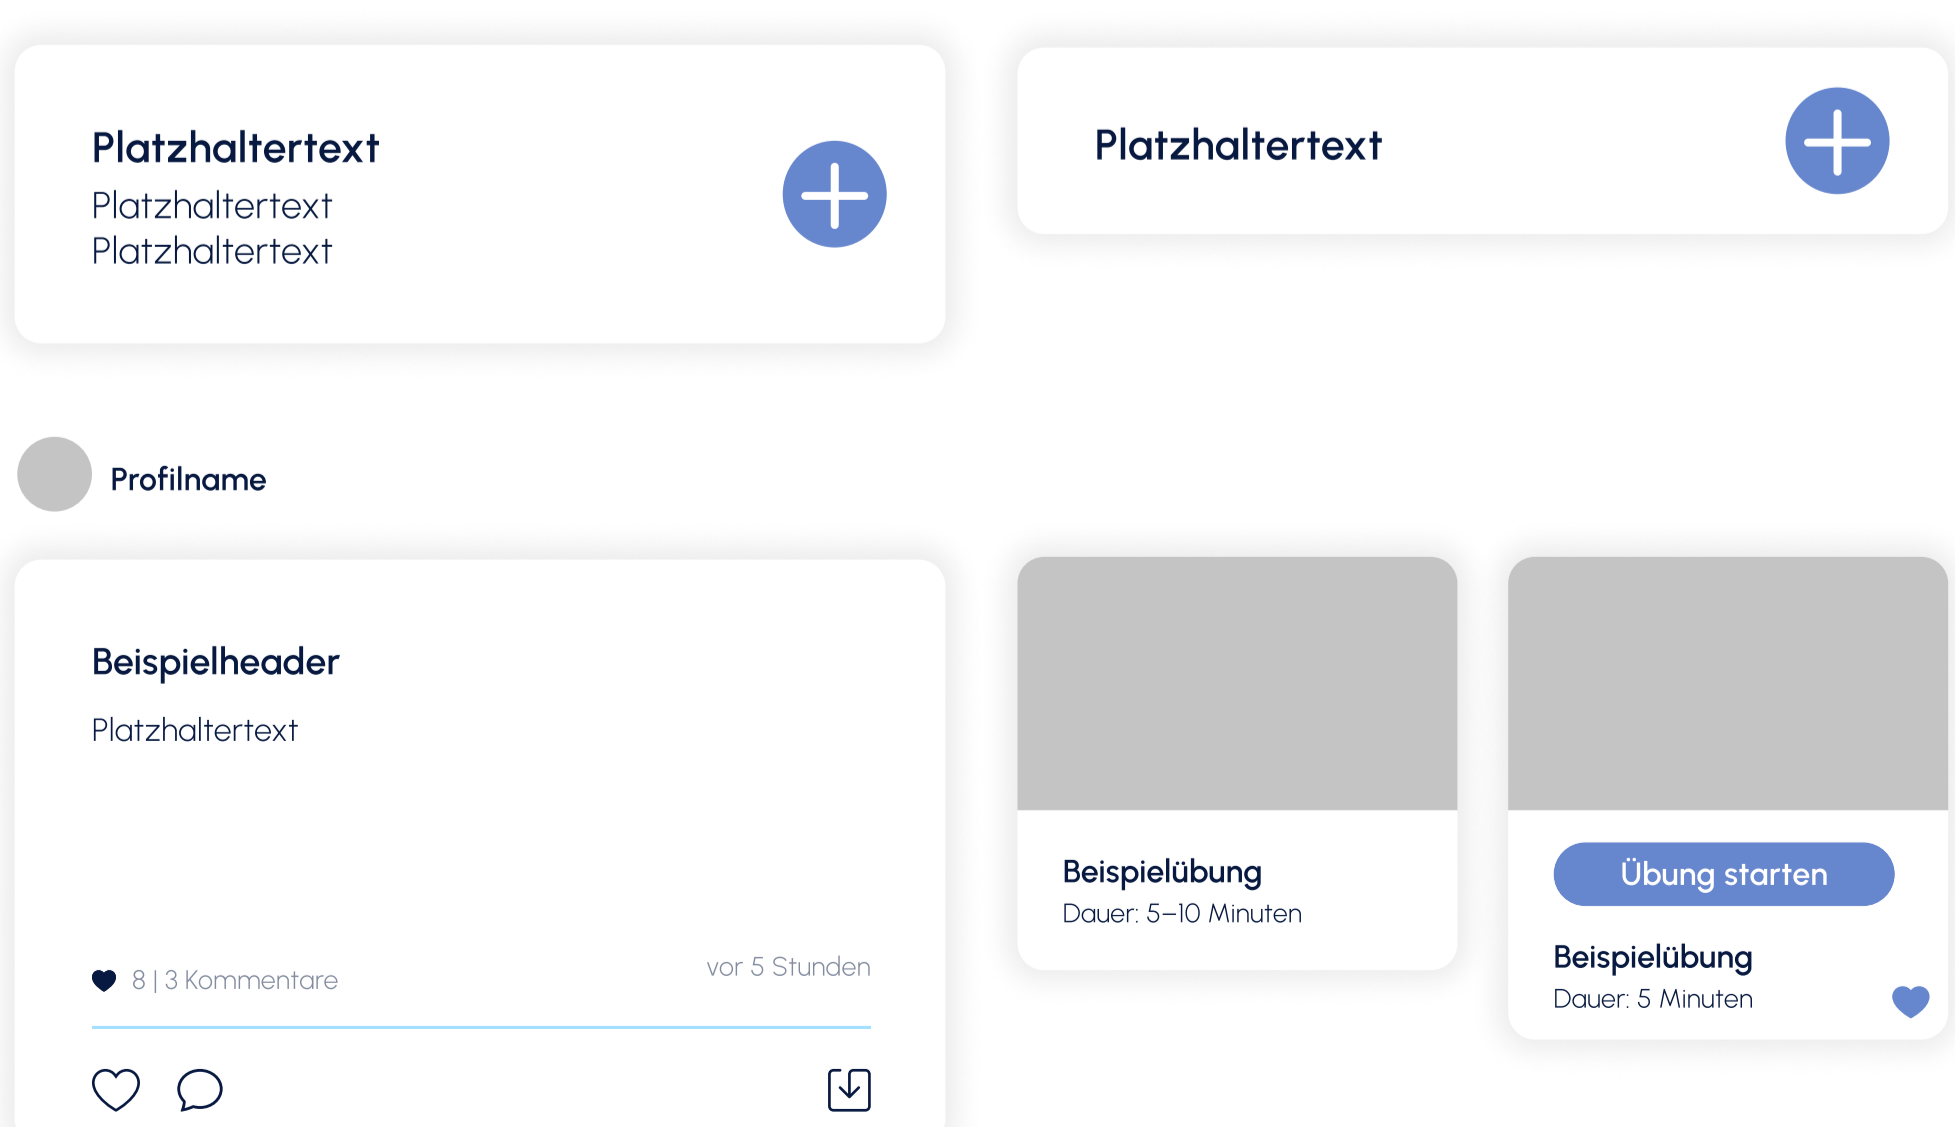 Platzhaltertext
Platzhaltertext
Platzhaltertext
Platzhaltertext
Profilname
Beispielheader
Platzhaltertext
8 | 3 Kommentare
vor 5 Stunden
Beispielübung
Dauer: 5–10 Minuten
Übung starten
Beispielübung
Dauer: 5 Minuten